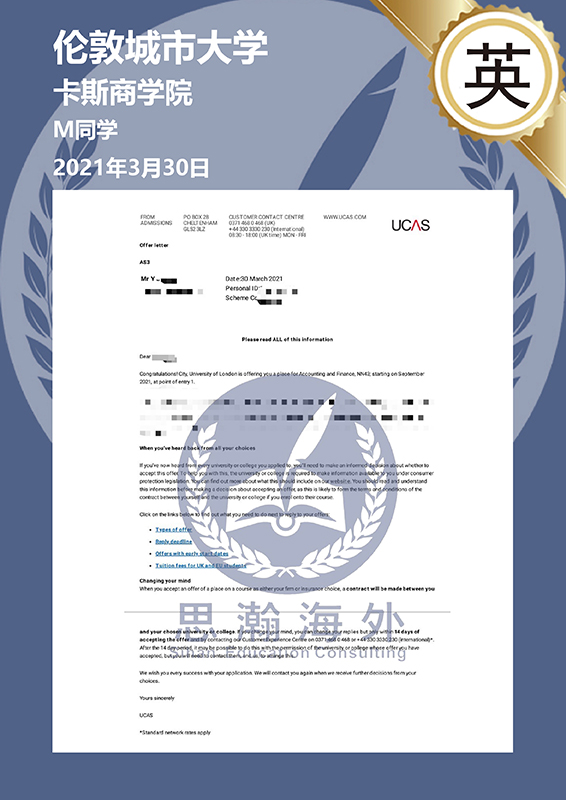 伦敦城市大学
卡斯商学院
M同学
2021年3月30日
英
FROM
ADMISSIONS
PO BOX 28
CHELTENHAM
GL52 3LZ
CUSTOMER CONTACT CENTRE
0371 468 0 468 (UK)
+44 330 3330 230 (International)
08:30 - 18:00 (UK time) MON - FRI
WWW.UCAS.COM
UCAS
Offer letter
AS3
Mr Y
Date:30 March 2021
Personal ID:
Scheme Co
Please read ALL of this information
Dear
Congratulations! City, University of London is offering you a place for Accounting and Finance, NN43, starting on September
2021, at point of entry 1.
When you've heard back from all your choices
If you've now heard from every university or college you applied to, you'll need to make an informed decision about whether to
accept this offer. To help you with this, the university or college is required to make information available to you under consumer
protection legislation. You can find out more about what this should include on our website. You should read and understand
this information before making a decision about accepting an offer, as this is likely to form the terms and conditions of the
contract between yourself and the university or college if you enrol onto their course.
Click on the links below to find out what you need to do next to reply to your offers:
Types of offer
Reply deadline
Offers with early start dates
Tuition fees for UK and EU students
Changing your mind
When you accept an offer of a place on a course as either your firm or insurance choice, a contract will be made between you
思瀚海外
and your chosen university or college. If you change your mind, you can change your replies but only within 14 days of
accepting the offer and by contacting our Customer Experience Centre on 0371 468 0 468 or +44 330 3330 230 (international)*.
After the 14 day period, it may be possible to do this with the permission of the university or college whose offer you have
accepted, but you will need to contact them, and us, to arrange this.
Education Consulting
We wish you every success with your application. We will contact you again when we receive further decisions from your
choices.
Yours sincerely
UCAS
*Standard network rates apply